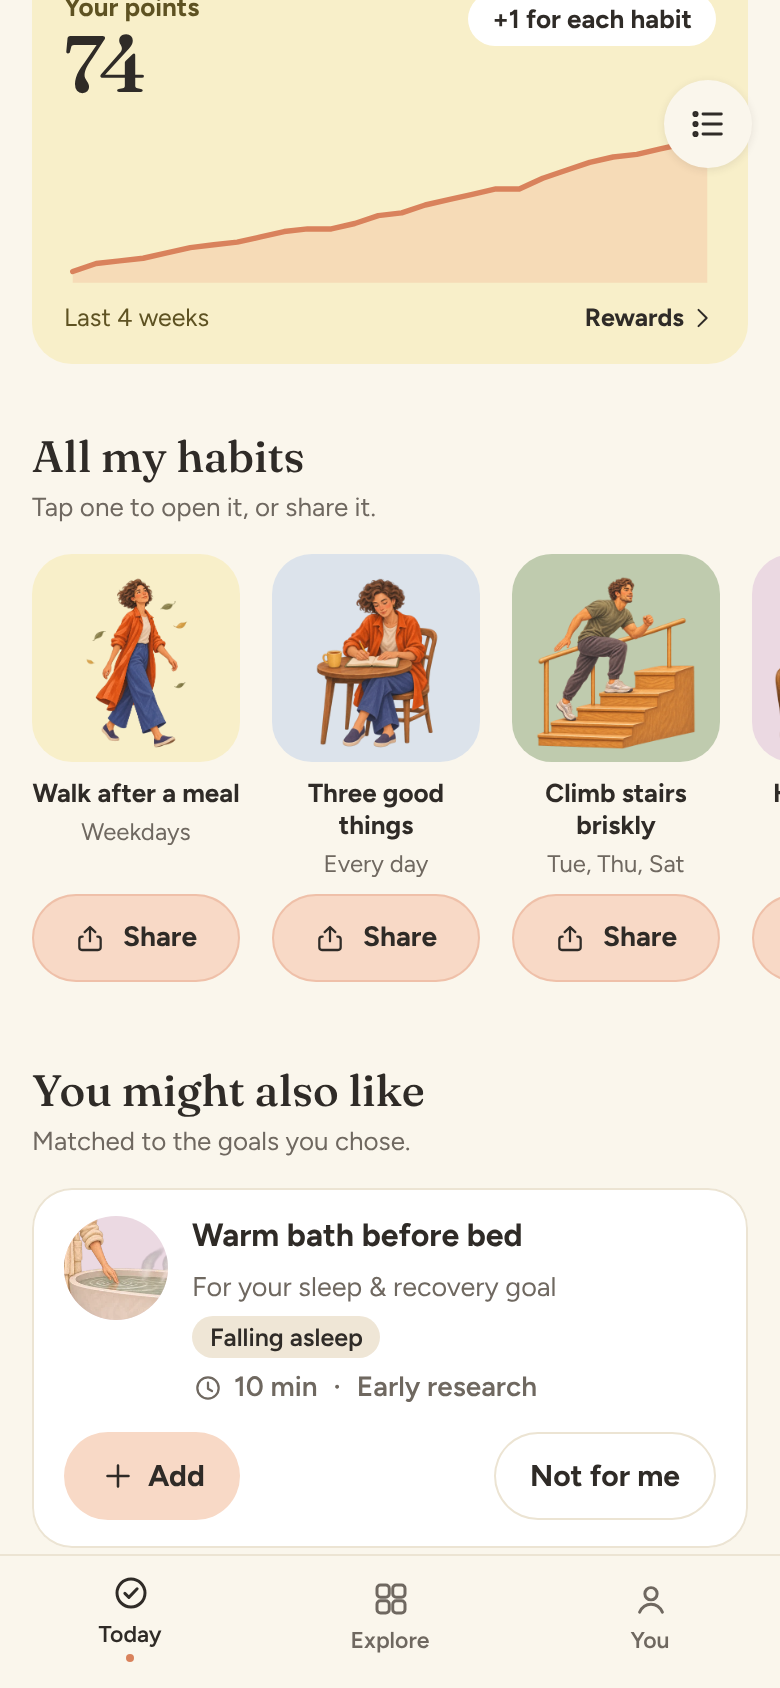 Your points
+1 for each habit
74
Last 4 weeks
Rewards
All my habits
Tap one to open it, or share it.
Walk after a meal
Weekdays
Share
Three good
things
Every day
Share
Climb stairs
briskly
Tue, Thu, Sat
Share
You might also like
Matched to the goals you chose.
Warm bath before bed
For your sleep & recovery goal
Falling asleep
10 min · Early research
Add
Not for me
Today
Explore
You